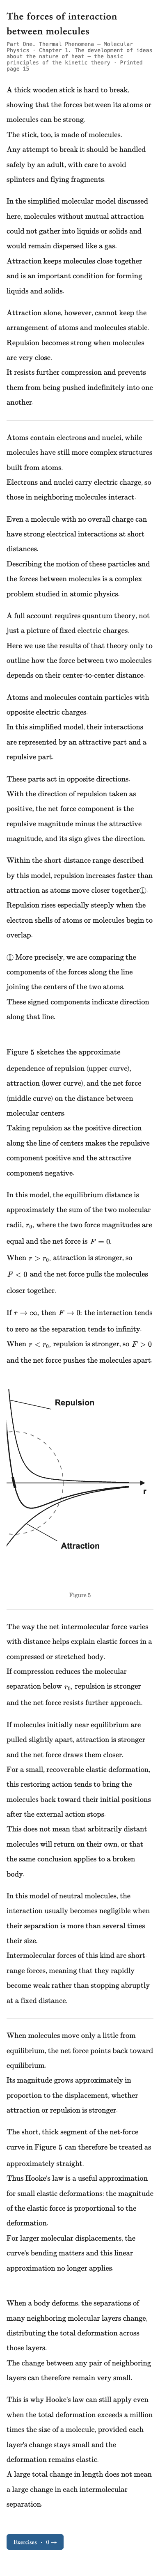 The forces of interaction
between molecules
Part One. Thermal Phenomena — Molecular
Physics · Chapter 1. The development of ideas
about the nature of heat — the basic
principles of the kinetic theory · Printed
page 15
A thick wooden stick is hard to break,
showing that the forces between its atoms or
molecules can be strong.
The stick, too, is made of molecules.
Any attempt to break it should be handled
safely by an adult, with care to avoid
splinters and flying fragments.
In the simplified molecular model discussed
here, molecules without mutual attraction
could not gather into liquids or solids and
would remain dispersed like a gas.
Attraction keeps molecules close together
and is an important condition for forming
liquids and solids.
Attraction alone, however, cannot keep the
arrangement of atoms and molecules stable.
Repulsion becomes strong when molecules
are very close.
It resists further compression and prevents
them from being pushed indefinitely into one
another.
Atoms contain electrons and nuclei, while
molecules have still more complex structures
built from atoms.
Electrons and nuclei carry electric charge, so
those in neighboring molecules interact.
Even a molecule with no overall charge can
have strong electrical interactions at short
distances.
Describing the motion of these particles and
the forces between molecules is a complex
problem studied in atomic physics.
A full account requires quantum theory, not
just a picture of fixed electric charges.
Here we use the results of that theory only to
outline how the force between two molecules
depends on their center-to-center distance.
Atoms and molecules contain particles with
opposite electric charges.
In this simplified model, their interactions
are represented by an attractive part and a
repulsive part.
These parts act in opposite directions.
With the direction of repulsion taken as
positive, the net force component is the
repulsive magnitude minus the attractive
magnitude, and its sign gives the direction.
Within the short-distance range described
by this model, repulsion increases faster than
attraction as atoms move closer together①.
Repulsion rises especially steeply when the
electron shells of atoms or molecules begin to
overlap.
① More precisely, we are comparing the
components of the forces along the line
joining the centers of the two atoms.
These signed components indicate direction
along that line.
Figure 5 sketches the approximate
dependence of repulsion (upper curve),
attraction (lower curve), and the net force
(middle curve) on the distance between
molecular centers.
Taking repulsion as the positive direction
along the line of centers makes the repulsive
component positive and the attractive
component negative.
In this model, the equilibrium distance is
approximately the sum of the two molecular
radii, r₀, where the two force magnitudes are
equal and the net force is F = 0.
When r > r₀, attraction is stronger, so
F < 0 and the net force pulls the molecules
closer together.
If r → ∞, then F → 0: the interaction tends
to zero as the separation tends to infinity.
When r < r₀, repulsion is stronger, so F > 0
and the net force pushes the molecules apart.
Repulsion
r
Attraction
Figure 5
The way the net intermolecular force varies
with distance helps explain elastic forces in a
compressed or stretched body.
If compression reduces the molecular
separation below r₀, repulsion is stronger
and the net force resists further approach.
If molecules initially near equilibrium are
pulled slightly apart, attraction is stronger
and the net force draws them closer.
For a small, recoverable elastic deformation,
this restoring action tends to bring the
molecules back toward their initial positions
after the external action stops.
This does not mean that arbitrarily distant
molecules will return on their own, or that
the same conclusion applies to a broken
body.
In this model of neutral molecules, the
interaction usually becomes negligible when
their separation is more than several times
their size.
Intermolecular forces of this kind are short-
range forces, meaning that they rapidly
become weak rather than stopping abruptly
at a fixed distance.
When molecules move only a little from
equilibrium, the net force points back toward
equilibrium.
Its magnitude grows approximately in
proportion to the displacement, whether
attraction or repulsion is stronger.
The short, thick segment of the net-force
curve in Figure 5 can therefore be treated as
approximately straight.
Thus Hooke's law is a useful approximation
for small elastic deformations: the magnitude
of the elastic force is proportional to the
deformation.
For larger molecular displacements, the
curve's bending matters and this linear
approximation no longer applies.
When a body deforms, the separations of
many neighboring molecular layers change,
distributing the total deformation across
those layers.
The change between any pair of neighboring
layers can therefore remain very small.
This is why Hooke's law can still apply even
when the total deformation exceeds a million
times the size of a molecule, provided each
layer's change stays small and the
deformation remains elastic.
A large total change in length does not mean
a large change in each intermolecular
separation.
Exercises · 0 →